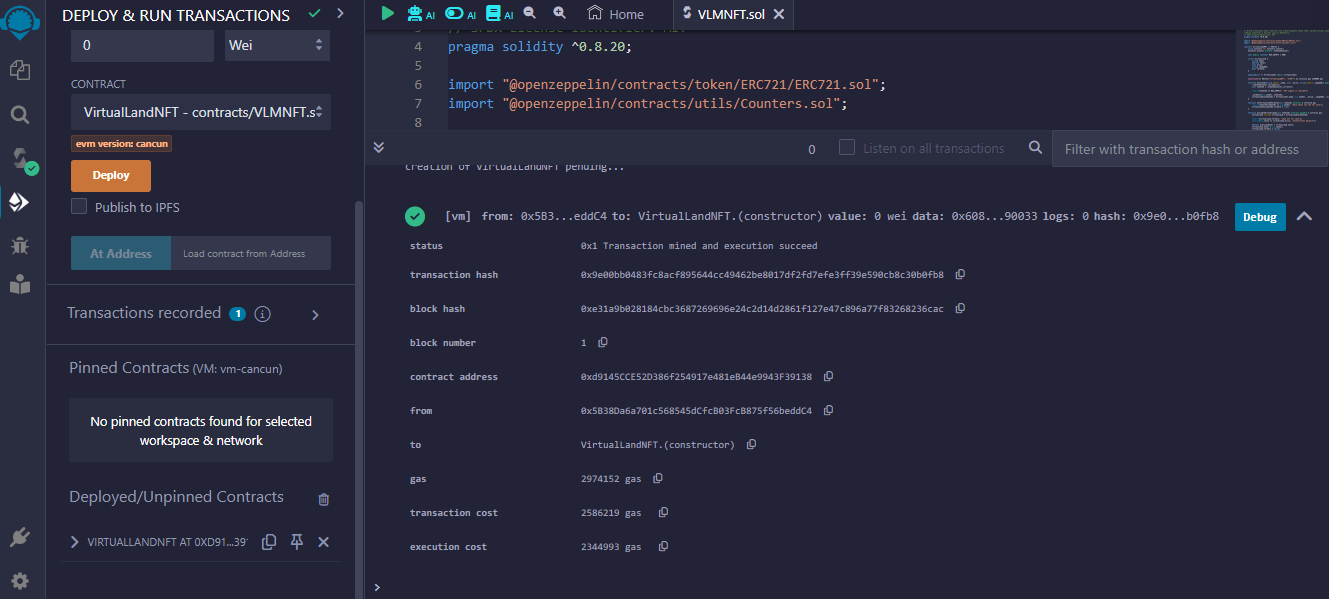 DEPLOY & RUN TRANSACTIONS
0
Wei
CONTRACT
VirtualLandNFT - contracts/VLMNFT.s
evm version: cancun
Deploy
Publish to IPFS
At Address
Load contract from Address
Transactions recorded 1 i
Pinned Contracts (VM: vm-cancun)
No pinned contracts found for selected
workspace & network
Deployed/Unpinned Contracts
VIRTUALLANDNFT AT 0XD91...39
AI AI AI Home VLMNFT.sol
4 pragma solidity ^0.8.20;
5
6 import "@openzeppelin/contracts/token/ERC721/ERC721.sol";
7 import "@openzeppelin/contracts/utils/Counters.sol";
8
0 Listen on all transactions Filter with transaction hash or address
creation of VirtualLandNFT pending...
[vm] from: 0x5B3...eddC4 to: VirtualLandNFT.(constructor) value: 0 wei data: 0x608...90033 logs: 0 hash: 0x9e0...b0fb8 Debug
status 0x1 Transaction mined and execution succeed
transaction hash 0x9e00bb0483fc8acf895644cc49462be8017df2fd7efe3ff39e590cb8c30b0fb8
block hash 0xe31a9b028184cbc3687269696e24c2d14d2861f127e47c896a77f83268236cac
block number 1
contract address 0xd9145CCE52D386f254917e481eB44e9943F39138
from 0x5B38Da6a701c568545dCfcB03FcB875f56beddC4
to VirtualLandNFT.(constructor)
gas 2974152 gas
transaction cost 2586219 gas
execution cost 2344993 gas
>